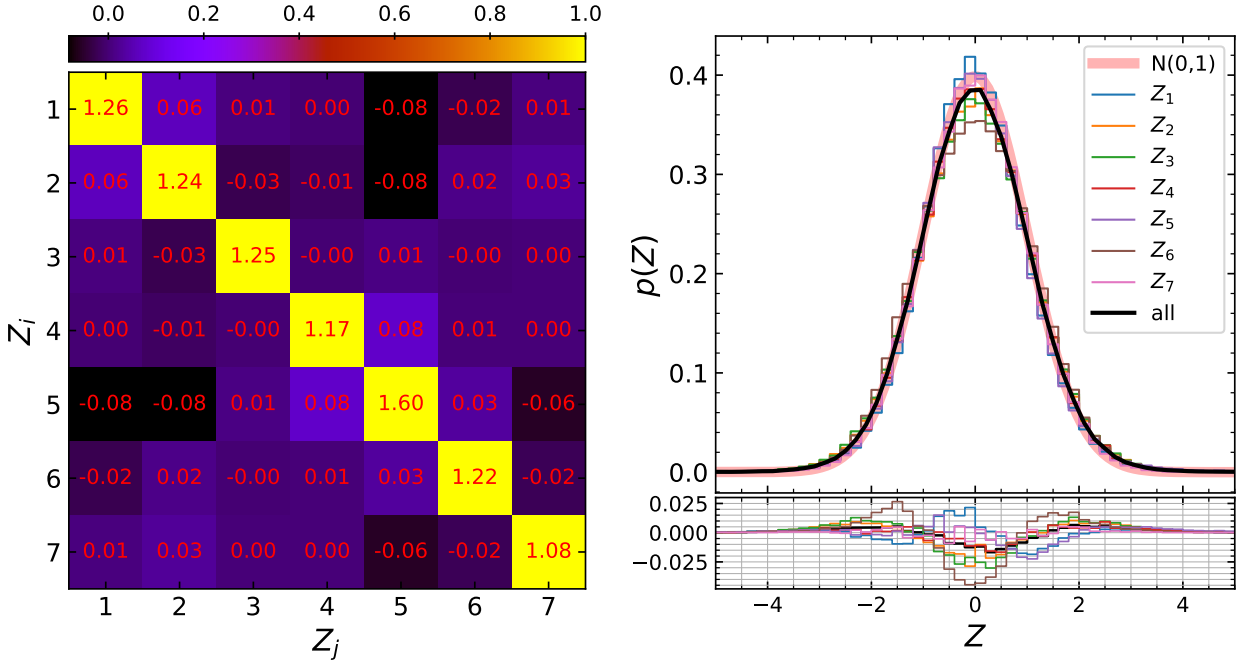 0.0 0.2 0.4 0.6 0.8 1.0
1 1.26 0.06 0.01 0.00 -0.08 -0.02 0.01
2 0.06 1.24 -0.03 -0.01 -0.08 0.02 0.03
3 0.01 -0.03 1.25 -0.00 0.01 -0.00 0.00
4 0.00 -0.01 -0.00 1.17 0.08 0.01 0.00
5 -0.08 -0.08 0.01 0.08 1.60 0.03 -0.06
6 -0.02 0.02 -0.00 0.01 0.03 1.22 -0.02
7 0.01 0.03 0.00 0.00 -0.06 -0.02 1.08
1 2 3 4 5 6 7
Z_j
Z_i
0.4
0.3
0.2
0.1
0.0
p(Z)
N(0,1)
Z_1
Z_2
Z_3
Z_4
Z_5
Z_6
Z_7
all
0.025
0.000
−0.025
−4 −2 0 2 4
Z